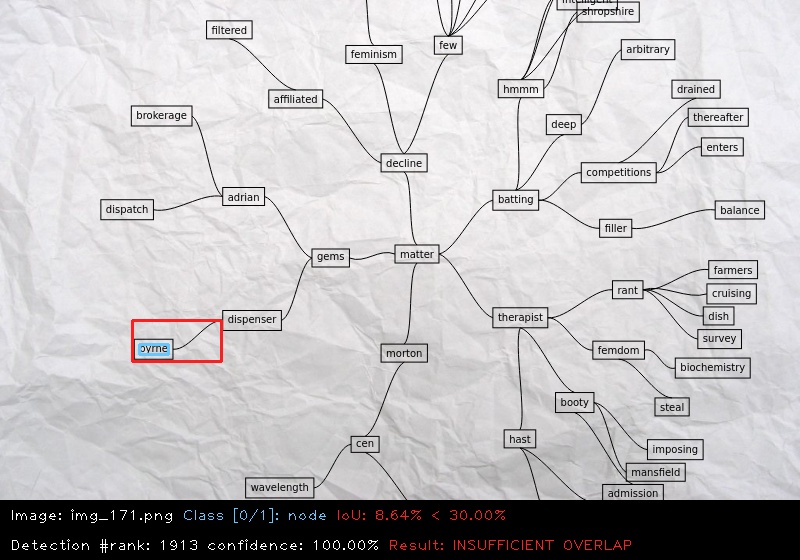 intelligent
shropshire
filtered
few
feminism
arbitrary
hmmm
drained
affiliated
brokerage
thereafter
deep
enters
decline
competitions
adrian
batting
dispatch
balance
filler
matter
gems
farmers
rant
cruising
dish
dispenser
therapist
survey
byrne
femdom
morton
biochemistry
booty
steal
hast
cen
imposing
mansfield
wavelength
admission
Image: img_171.png Class [0/1]: node IoU: 8.64% < 30.00%
Detection #rank: 1913 confidence: 100.00% Result: INSUFFICIENT OVERLAP